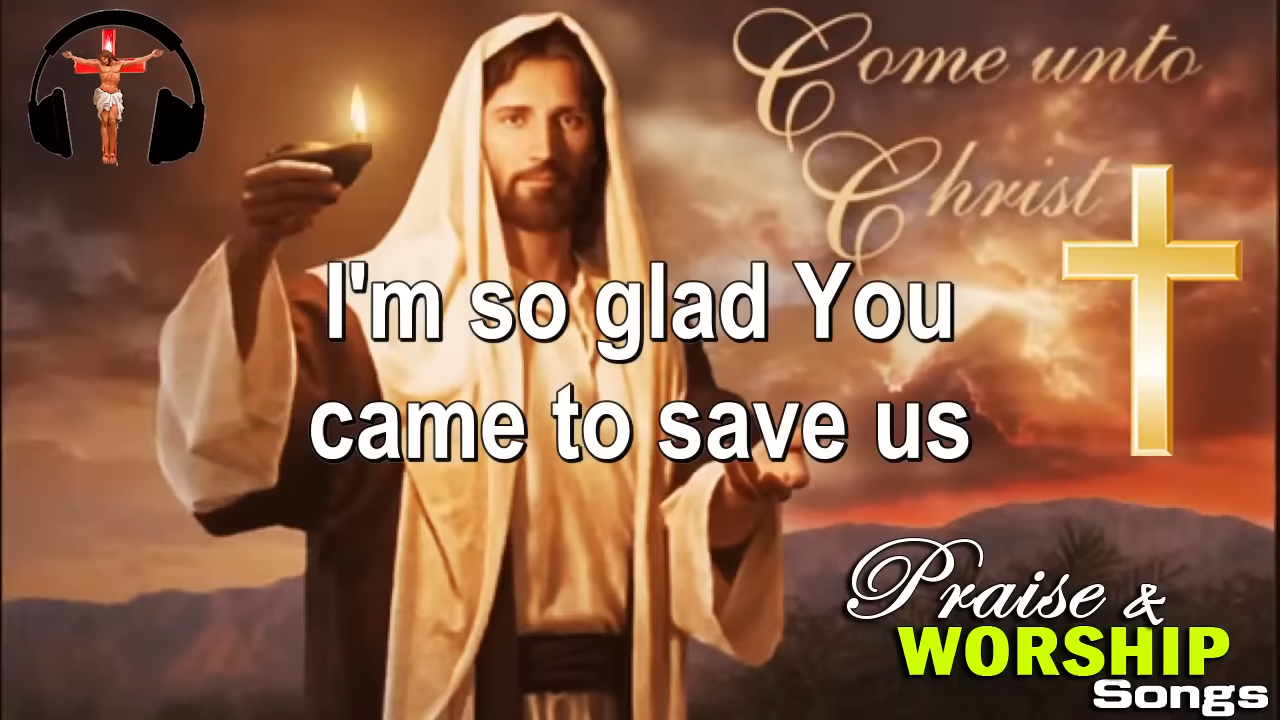 Come unto
Christ
I'm so glad You
came to save us
Praise &
WORSHIP
Songs